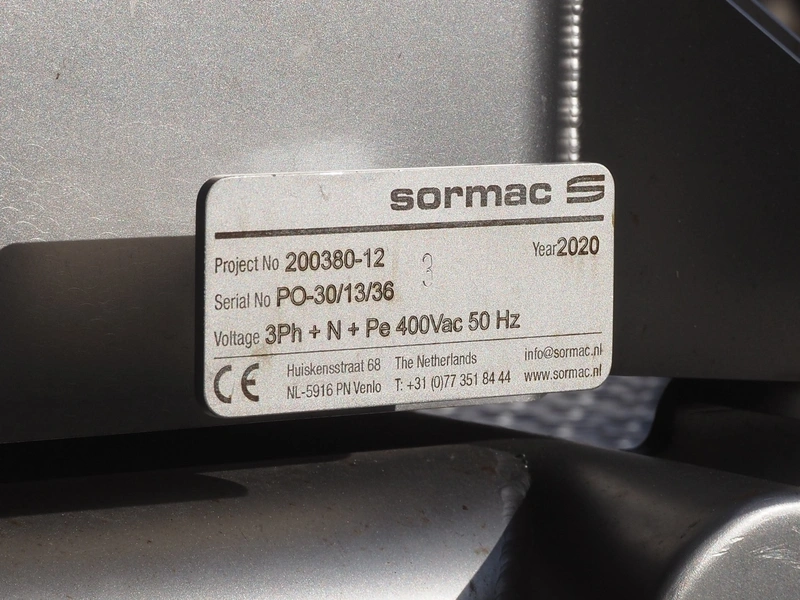 sormac
Project No 200380-12
Year 2020
3
Serial No PO-30/13/36
Voltage 3Ph + N + Pe 400Vac 50 Hz
CE
Huiskensstraat 68 The Netherlands info@sormac.nl
NL-5916 PN Venlo T: +31 (0)77 351 84 44 www.sormac.nl